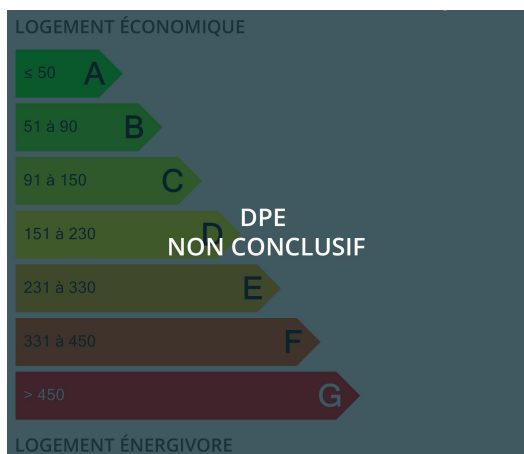 LOGEMENT ÉCONOMIQUE
≤ 50 A
51 à 90 B
91 à 150 C
151 à 230 D
DPE
NON CONCLUSIF
231 à 330 E
331 à 450 F
> 450 G
LOGEMENT ÉNERGIVORE